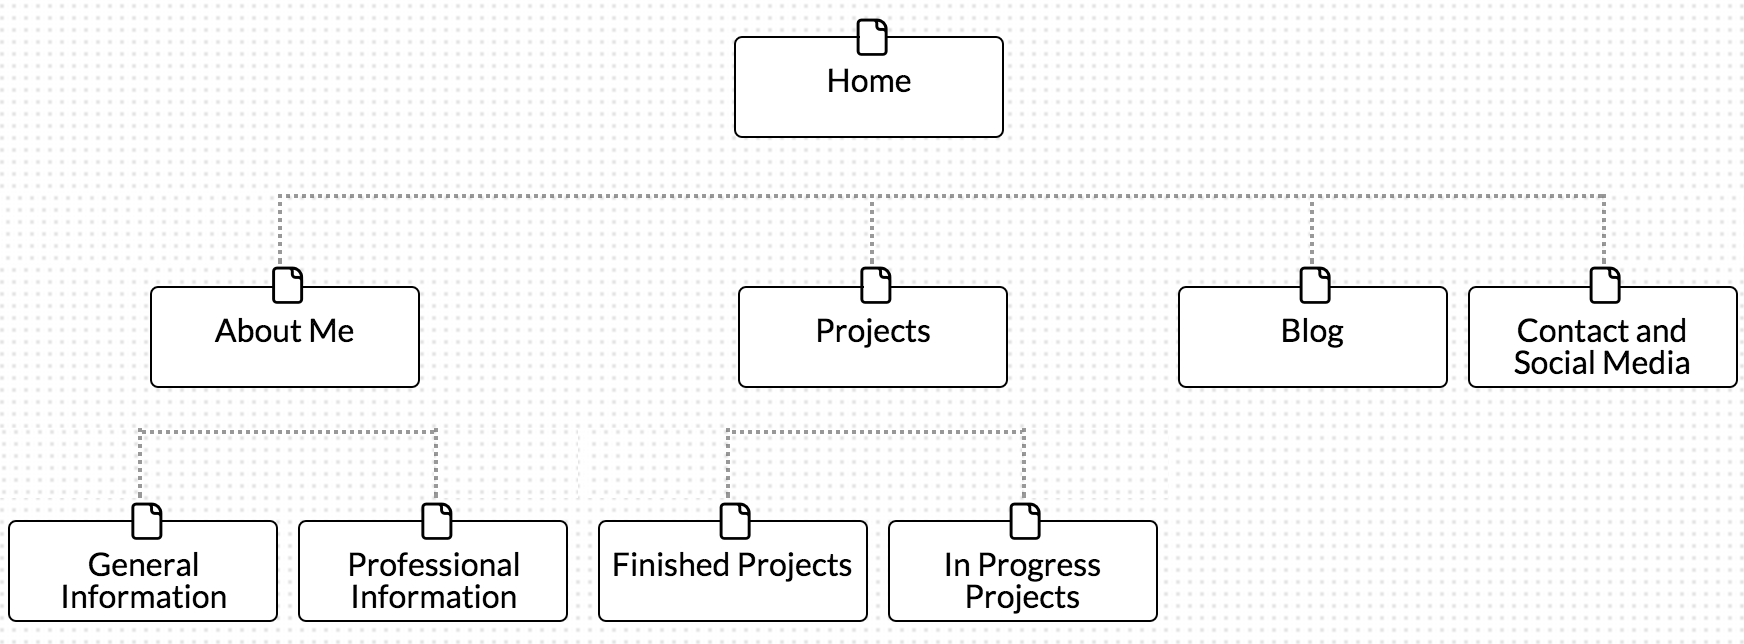 Home
About Me
Projects
Blog
Contact and
Social Media
General
Information
Professional
Information
Finished Projects
In Progress
Projects